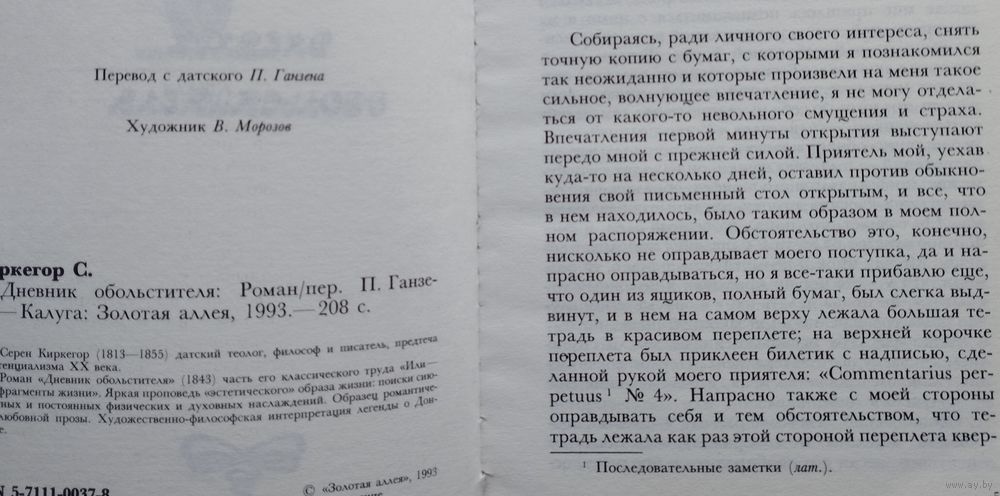 Перевод с датского П. Ганзена
Художник В. Морозов
ркегор С.
Дневник обольстителя: Роман/пер. П. Ганзе-
— Калуга: Золотая аллея, 1993.—208 с.
Серен Киркегор (1813—1855) датский теолог, философ и писатель, предтеча
тенциализма XX века.
Роман «Дневник обольстителя» (1843) часть его классического труда «Или—
фрагменты жизни». Яркая проповедь «эстетического» образа жизни: поиски сию-
ных и постоянных физических и духовных наслаждений. Образец романтиче-
любовной прозы. Художественно-философская интерпретация легенды о Дон-
е.
N 5-7111-0037-8
© «Золотая аллея», 1993
Собираясь, ради личного своего интереса, снять
точную копию с бумаг, с которыми я познакомился
так неожиданно и которые произвели на меня такое
сильное, волнующее впечатление, я не могу отдела-
ться от какого-то невольного смущения и страха.
Впечатления первой минуты открытия выступают
передо мной с прежней силой. Приятель мой, уехав
куда-то на несколько дней, оставил против обыкно-
вения свой письменный стол открытым, и все, что
в нем находилось, было таким образом в моем пол-
ном распоряжении. Обстоятельство это, конечно,
нисколько не оправдывает моего поступка, да и на-
прасно оправдываться, но я все-таки прибавлю еще,
что один из ящиков, полный бумаг, был слегка выд-
винут, и в нем на самом верху лежала большая те-
традь в красивом переплете; на верхней корочке
переплета был приклеен билетик с надписью, сде-
ланной рукой моего приятеля: «Commentarius per-
petuus¹ № 4». Напрасно также с моей стороны
оправдывать себя и тем обстоятельством, что те-
традь лежала как раз этой стороной переплета квер-
¹ Последовательные заметки (лат.).
www.ay.by